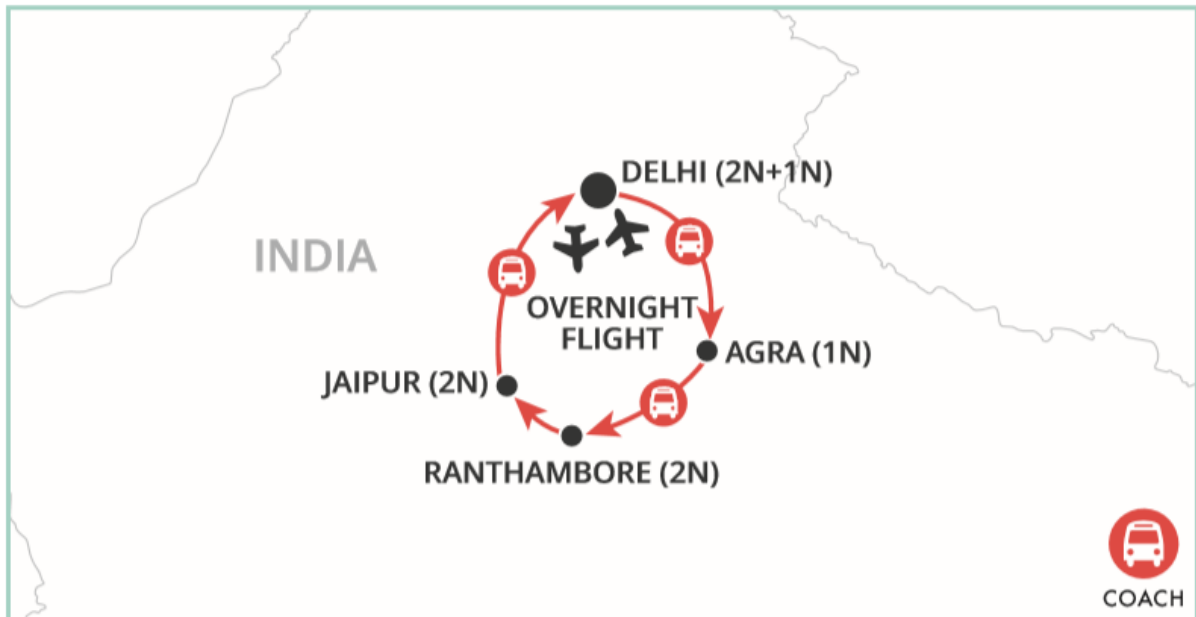 DELHI (2N+1N)
INDIA
OVERNIGHT
FLIGHT
AGRA (1N)
JAIPUR (2N)
RANTHAMBORE (2N)
COACH